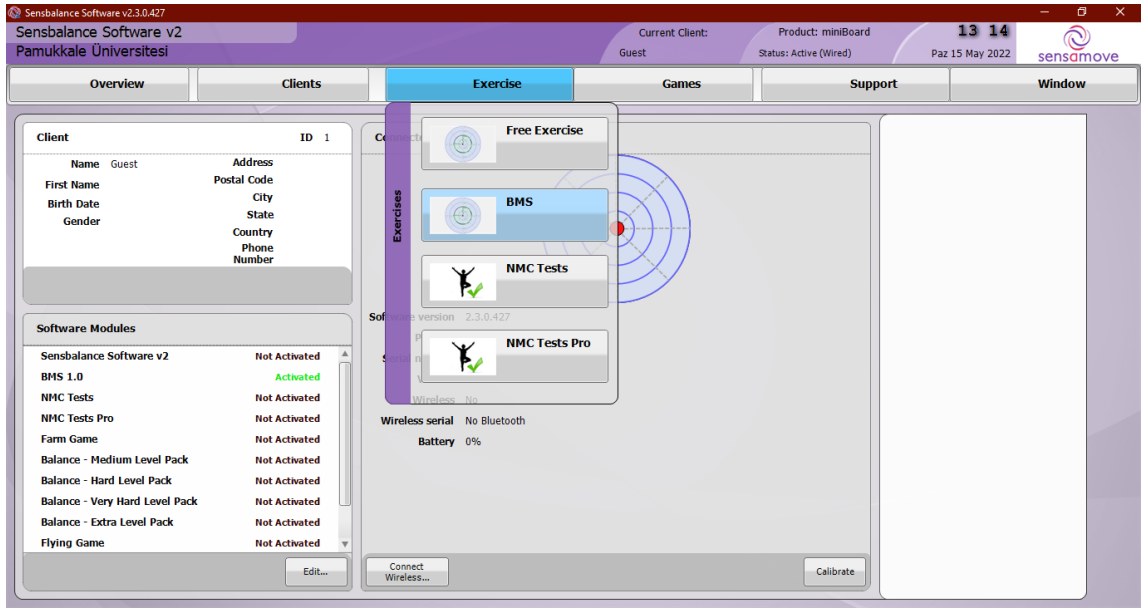 Sensbalance Software v2.3.0.427
Sensbalance Software v2
Pamukkale Üniversitesi
Current Client:
Guest
Product: miniBoard
Status: Active (Wired)
13 14
Paz 15 May 2022
sensamove
Overview
Clients
Exercise
Games
Support
Window
Client
ID 1
Name Guest
First Name
Birth Date
Gender
Address
Postal Code
City
State
Country
Phone
Number
Software Modules
Sensbalance Software v2 Not Activated
BMS 1.0 Activated
NMC Tests Not Activated
NMC Tests Pro Not Activated
Farm Game Not Activated
Balance - Medium Level Pack Not Activated
Balance - Hard Level Pack Not Activated
Balance - Very Hard Level Pack Not Activated
Balance - Extra Level Pack Not Activated
Flying Game Not Activated
Edit...
Exercises
Free Exercise
BMS
NMC Tests
NMC Tests Pro
Software version 2.3.0.427
Wireless No
Wireless serial No Bluetooth
Battery 0%
Connect
Wireless...
Calibrate